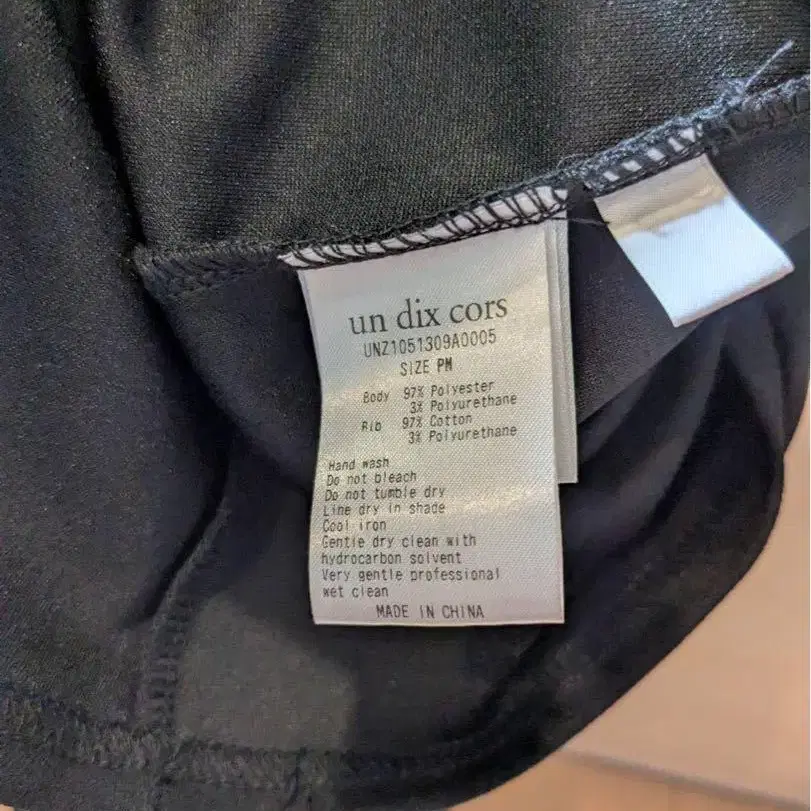 un dix cors
UNZ1051309A0005
SIZE PM
Body 97% Polyester
3% Polyurethane
Rib 97% Cotton
3% Polyurethane
Hand wash
Do not bleach
Do not tumble dry
Line dry in shade
Cool iron
Gentle dry clean with
hydrocarbon solvent
Very gentle professional
wet clean
MADE IN CHINA